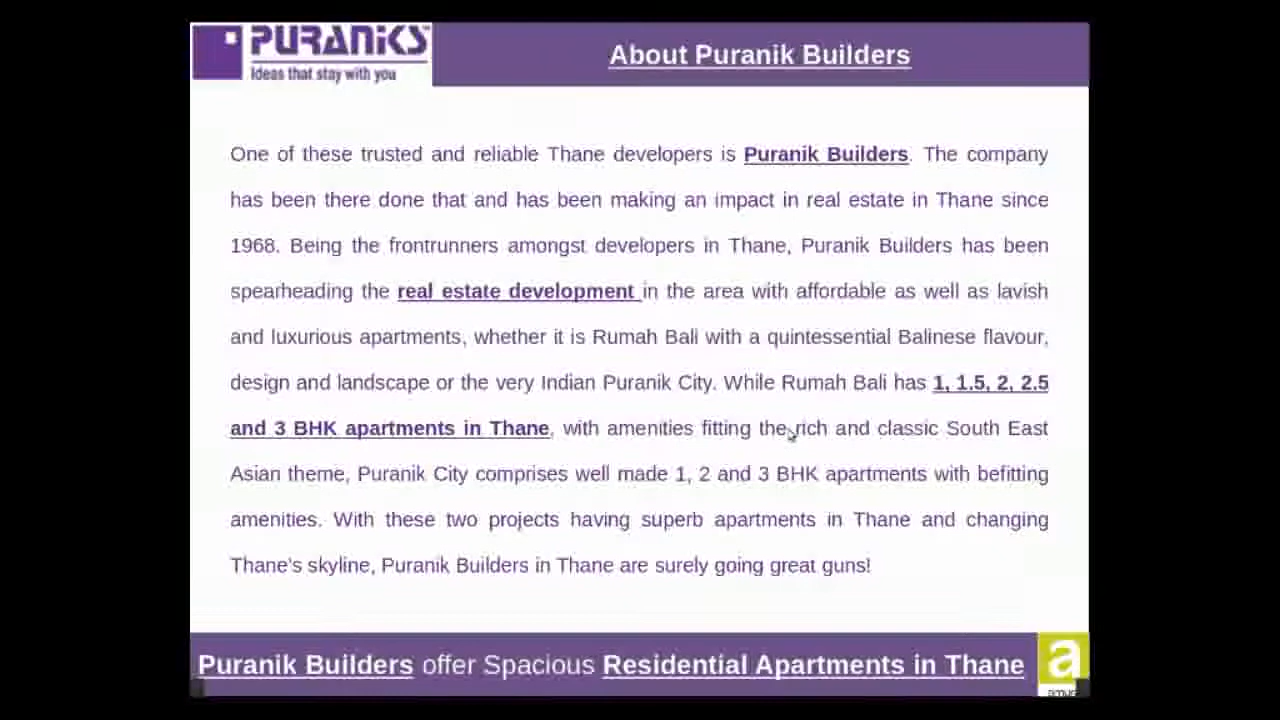 PURANIKS
Ideas that stay with you
About Puranik Builders
One of these trusted and reliable Thane developers is Puranik Builders. The company
has been there done that and has been making an impact in real estate in Thane since
1968. Being the frontrunners amongst developers in Thane, Puranik Builders has been
spearheading the real estate development in the area with affordable as well as lavish
and luxurious apartments, whether it is Rumah Bali with a quintessential Balinese flavour,
design and landscape or the very Indian Puranik City. While Rumah Bali has 1, 1.5, 2, 2.5
and 3 BHK apartments in Thane, with amenities fitting the rich and classic South East
Asian theme, Puranik City comprises well made 1, 2 and 3 BHK apartments with befitting
amenities. With these two projects having superb apartments in Thane and changing
Thane's skyline, Puranik Builders in Thane are surely going great guns!
Puranik Builders offer Spacious Residential Apartments in Thane
a